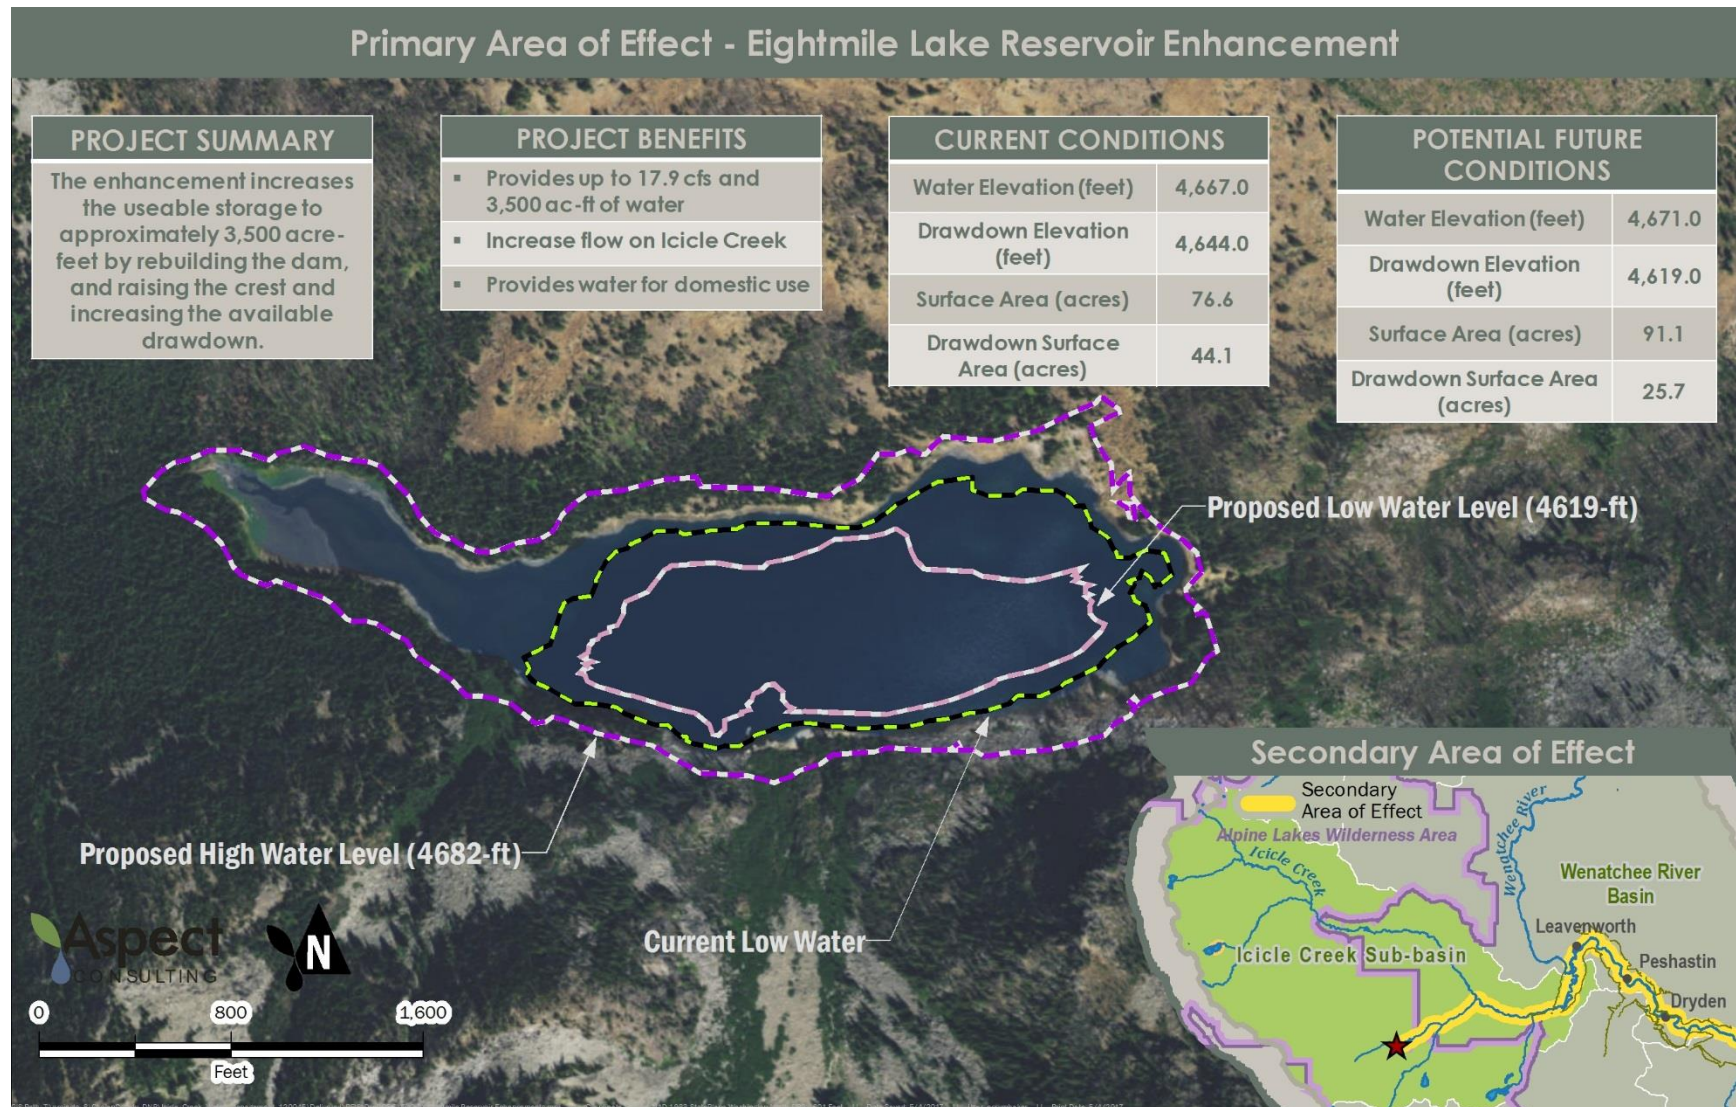 Primary Area of Effect - Eightmile Lake Reservoir Enhancement
PROJECT SUMMARY
The enhancement increases
the useable storage to
approximately 3,500 acre-
feet by rebuilding the dam,
and raising the crest and
increasing the available
drawdown.
PROJECT BENEFITS
▪ Provides up to 17.9 cfs and
3,500 ac-ft of water
▪ Increase flow on Icicle Creek
▪ Provides water for domestic use
CURRENT CONDITIONS
Water Elevation (feet) 4,667.0
Drawdown Elevation
(feet) 4,644.0
Surface Area (acres) 76.6
Drawdown Surface
Area (acres) 44.1
POTENTIAL FUTURE
CONDITIONS
Water Elevation (feet) 4,671.0
Drawdown Elevation
(feet) 4,619.0
Surface Area (acres) 91.1
Drawdown Surface Area
(acres) 25.7
Proposed Low Water Level (4619-ft)
Proposed High Water Level (4682-ft)
Current Low Water
Aspect
CONSULTING
N
0 800 1,600
Feet
Secondary Area of Effect
Secondary
Area of Effect
Alpine Lakes Wilderness Area
Icicle Creek
Wenatchee River
Wenatchee River
Basin
Leavenworth
Icicle Creek Sub-basin
Peshastin
Dryden